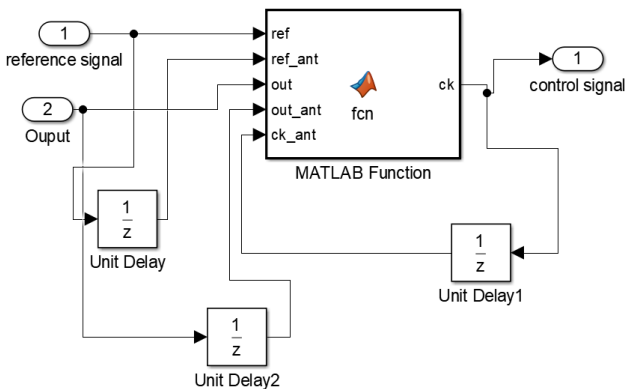 1
reference signal
2
Ouput
ref
ref_ant
out
out_ant
ck_ant
fcn
ck
MATLAB Function
1
control signal
1
z
Unit Delay
1
z
Unit Delay1
1
z
Unit Delay2